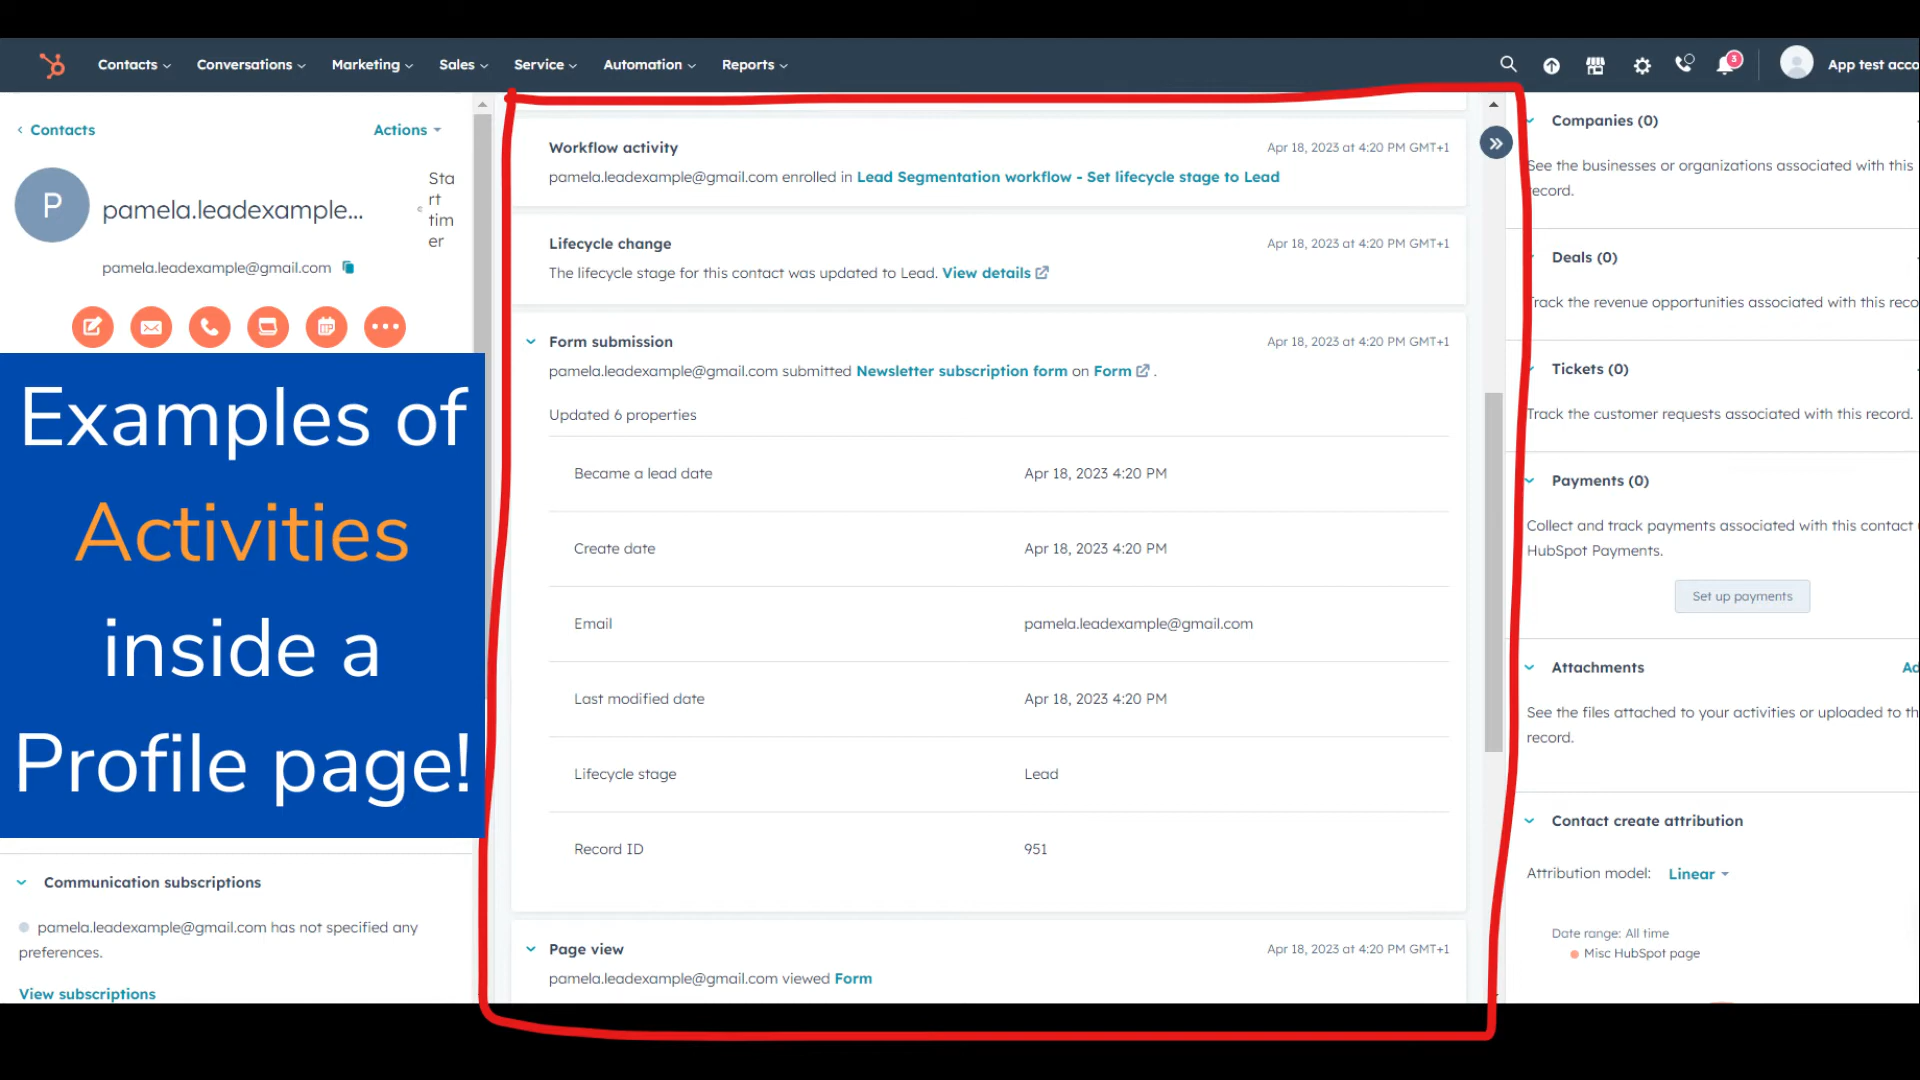 Contacts
Conversations
Marketing
Sales
Service
Automation
Reports
3
App test acco
Contacts
Actions
P
pamela.leadexample...
Sta
rt
tim
er
pamela.leadexample@gmail.com
Examples of
Activities
inside a
Profile page!
Communication subscriptions
pamela.leadexample@gmail.com has not specified any
preferences.
View subscriptions
Workflow activity
Apr 18, 2023 at 4:20 PM GMT+1
pamela.leadexample@gmail.com enrolled in Lead Segmentation workflow - Set lifecycle stage to Lead
Lifecycle change
Apr 18, 2023 at 4:20 PM GMT+1
The lifecycle stage for this contact was updated to Lead. View details
Form submission
Apr 18, 2023 at 4:20 PM GMT+1
pamela.leadexample@gmail.com submitted Newsletter subscription form on Form .
Updated 6 properties
Became a lead date
Apr 18, 2023 4:20 PM
Create date
Apr 18, 2023 4:20 PM
Email
pamela.leadexample@gmail.com
Last modified date
Apr 18, 2023 4:20 PM
Lifecycle stage
Lead
Record ID
951
Page view
Apr 18, 2023 at 4:20 PM GMT+1
pamela.leadexample@gmail.com viewed Form
Companies (0)
See the businesses or organizations associated with this
record.
Deals (0)
Track the revenue opportunities associated with this reco
Tickets (0)
Track the customer requests associated with this record.
Payments (0)
Collect and track payments associated with this contact
HubSpot Payments.
Set up payments
Attachments
Ad
See the files attached to your activities or uploaded to th
record.
Contact create attribution
Attribution model: Linear
Date range: All time
Misc HubSpot page